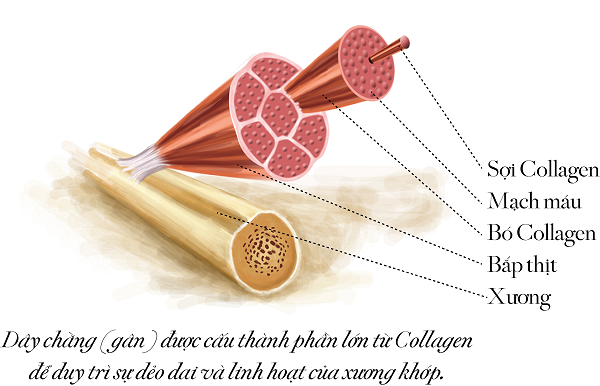 Sợi Collagen
Mạch máu
Bó Collagen
Bắp thịt
Xương
Dây chằng (gân) được cấu thành phần lớn từ Collagen
để duy trì sự dẻo dai và linh hoạt của xương khớp.